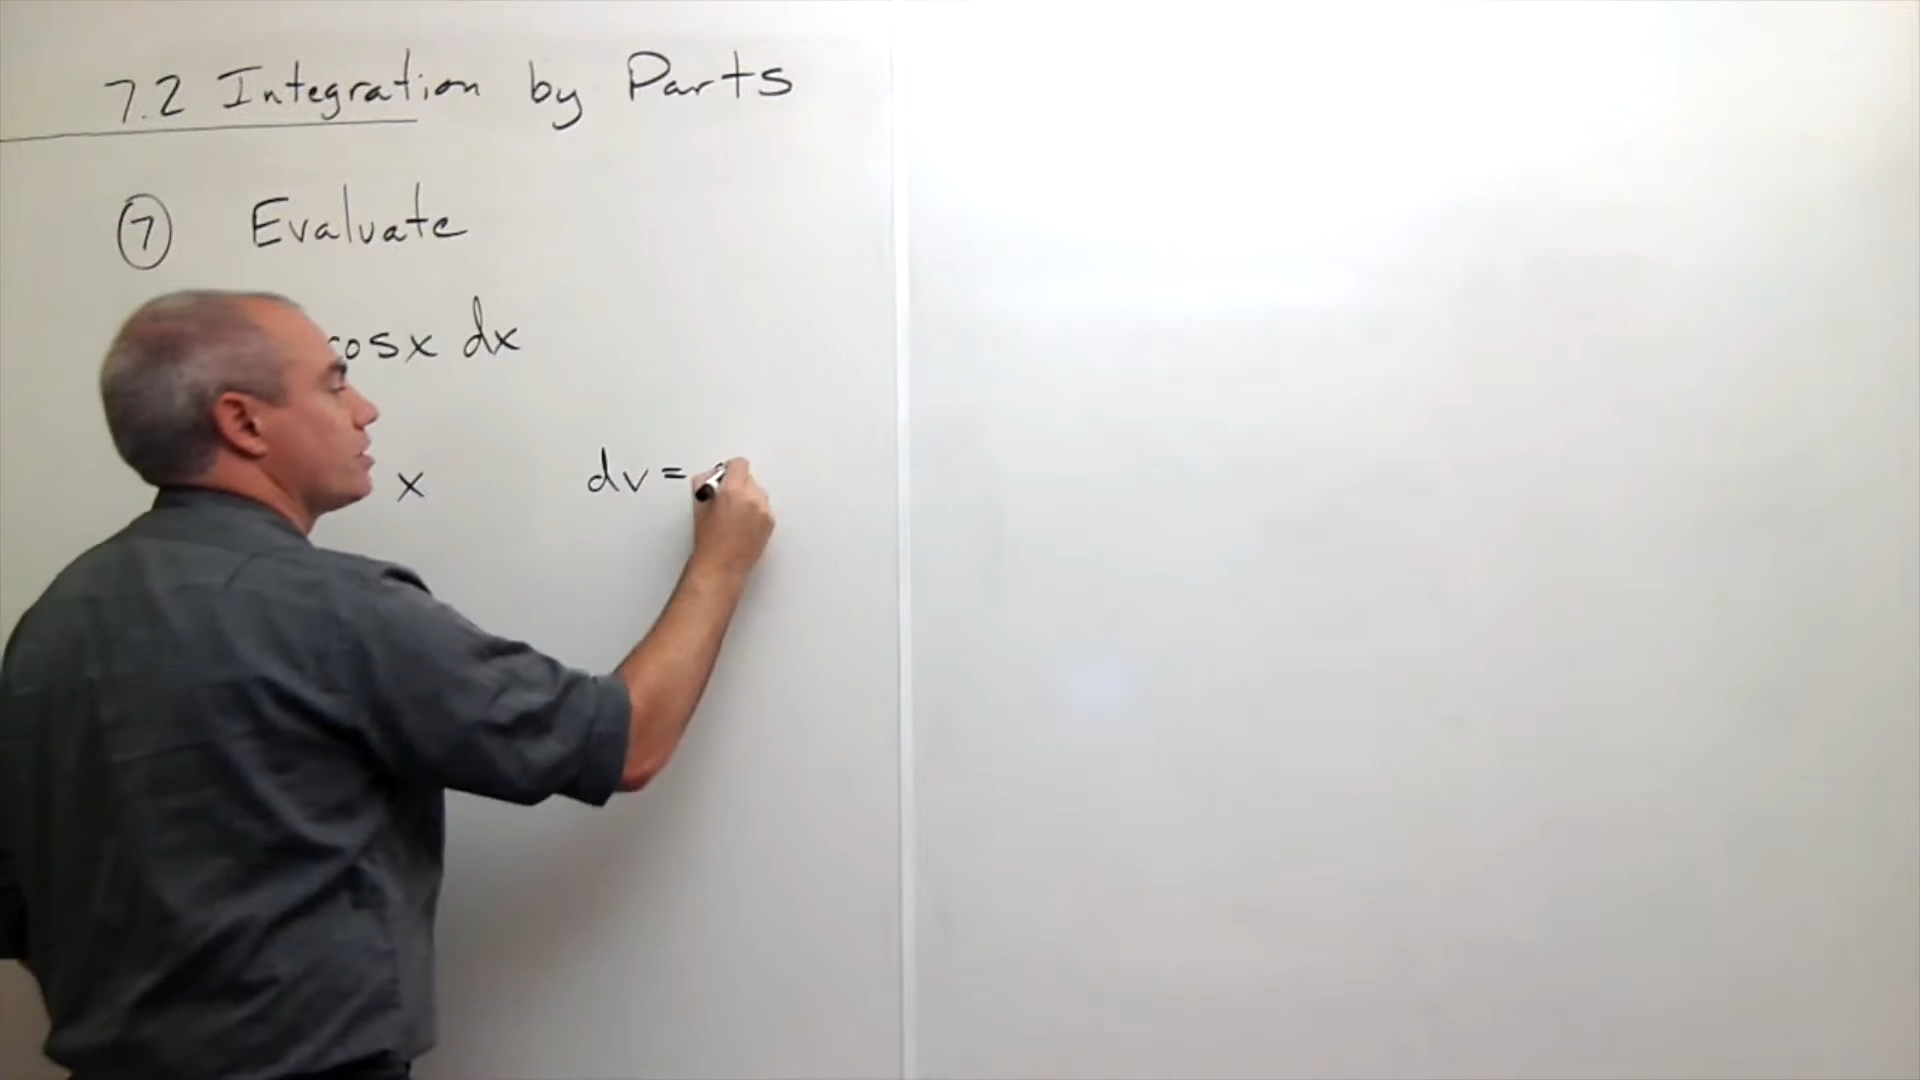 7.2 Integration by Parts
7 Evaluate
cosx dx
x dv =